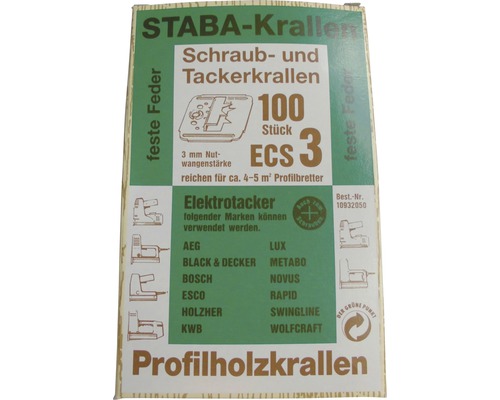 STABA-Krallen
Schraub- und
Tackerkrallen
feste Feder
feste Feder
100
Stück
3 mm Nut-
wangenstärke
ECS 3
reichen für ca. 4–5 m² Profilbretter
Elektrotacker
folgender Marken können
verwendet werden.
Best.-Nr.
10932050
AEG LUX
BLACK & DECKER METABO
BOSCH NOVUS
ESCO RAPID
HOLZHER SWINGLINE
KWB WOLFCRAFT
DER GRÜNE PUNKT
Profilholzkrallen